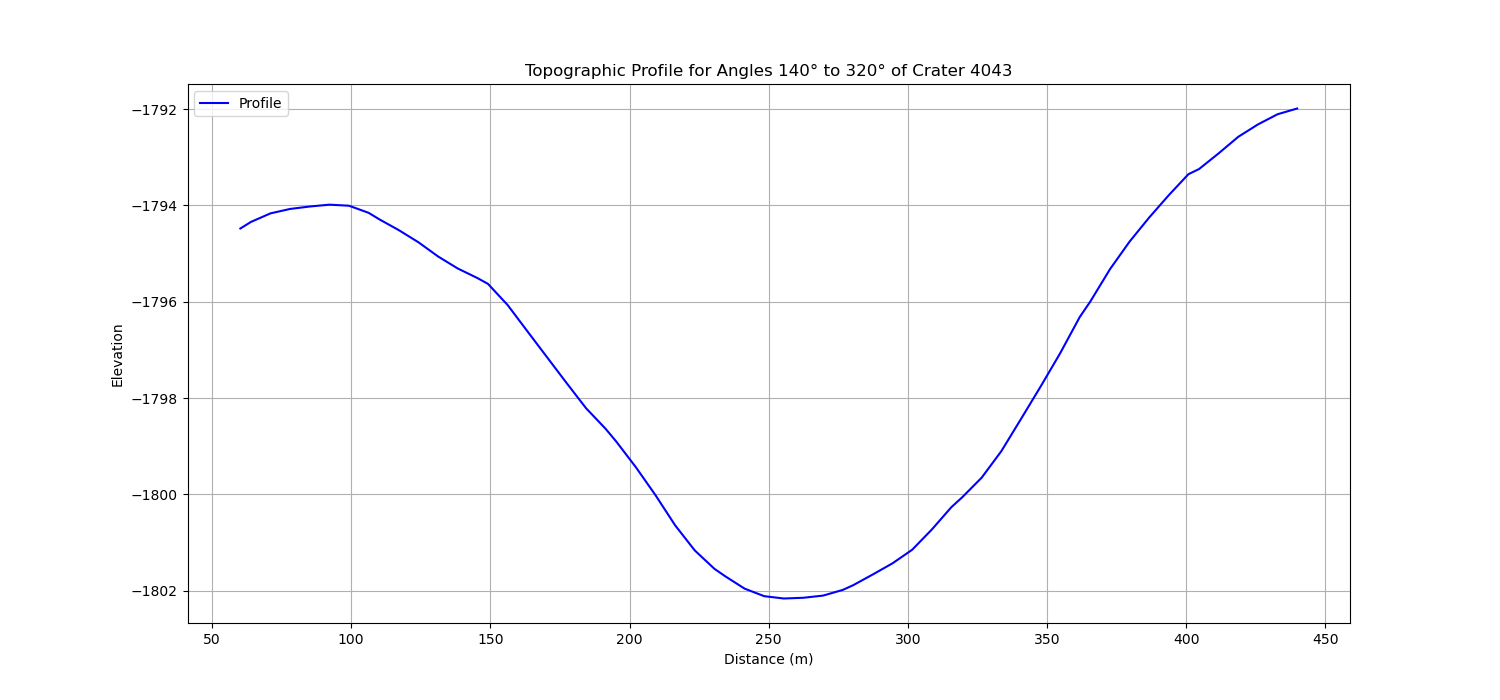 Topographic Profile for Angles 140° to 320° of Crater 4043
Profile
−1792
−1794
−1796
−1798
−1800
−1802
Elevation
50 100 150 200 250 300 350 400 450
Distance (m)